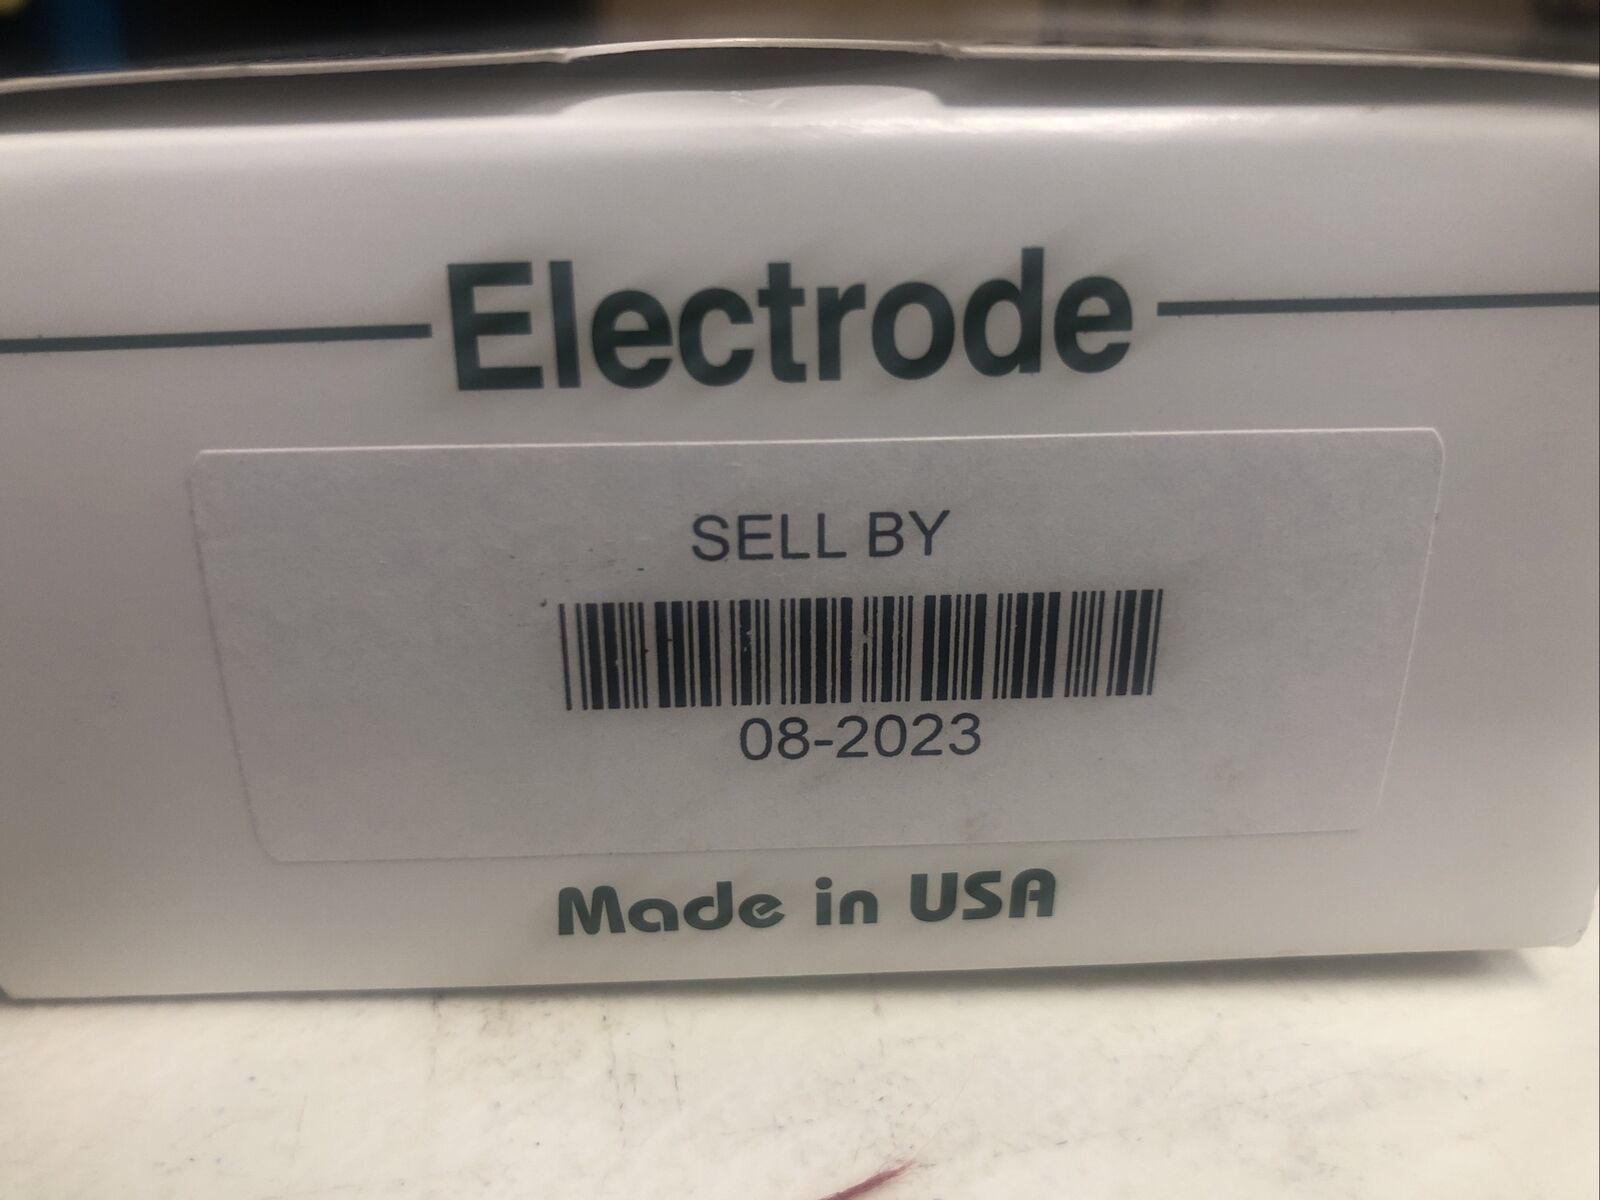 Electrode
SELL BY
08-2023
Made in USA